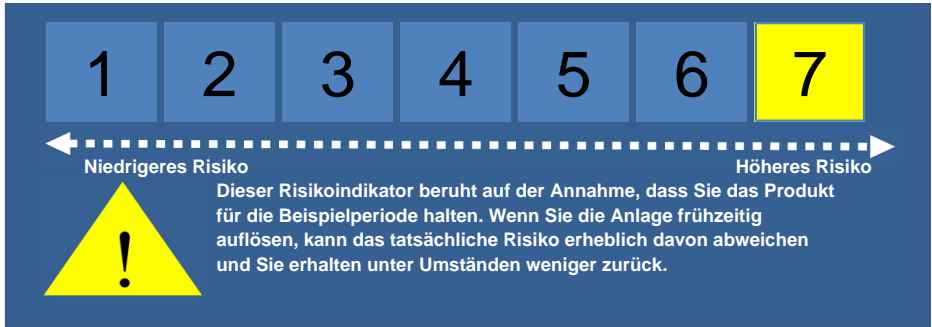 1 2 3 4 5 6 7
Niedrigeres Risiko Höheres Risiko
Dieser Risikoindikator beruht auf der Annahme, dass Sie das Produkt
für die Beispielperiode halten. Wenn Sie die Anlage frühzeitig
auflösen, kann das tatsächliche Risiko erheblich davon abweichen
und Sie erhalten unter Umständen weniger zurück.
!